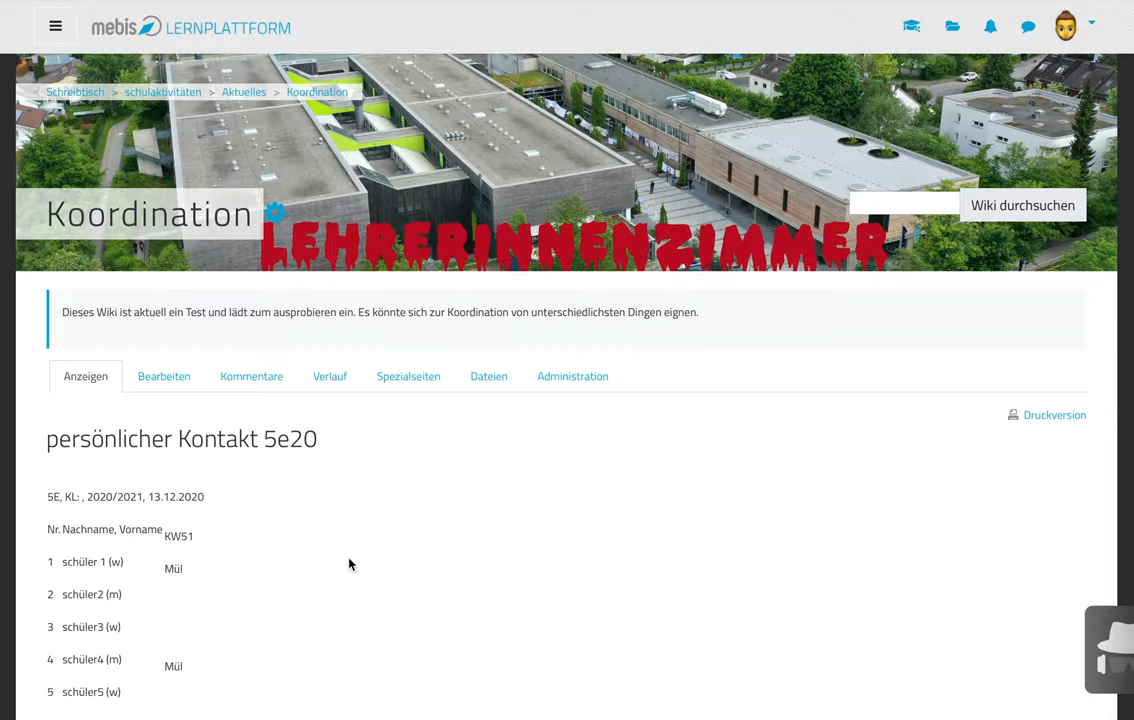 mebis LERNPLATTFORM
Schreibtisch > schulaktivitäten > Aktuelles > Koordination
Koordination
Wiki durchsuchen
LEHRERINNENZIMMER
Dieses Wiki ist aktuell ein Test und lädt zum ausprobieren ein. Es könnte sich zur Koordination von unterschiedlichsten Dingen eignen.
Anzeigen Bearbeiten Kommentare Verlauf Spezialseiten Dateien Administration
Druckversion
persönlicher Kontakt 5e20
5E, KL: , 2020/2021, 13.12.2020
Nr. Nachname, Vorname KW51
1 schüler 1 (w) Mül
2 schüler2 (m)
3 schüler3 (w)
4 schüler4 (m) Mül
5 schüler5 (w)